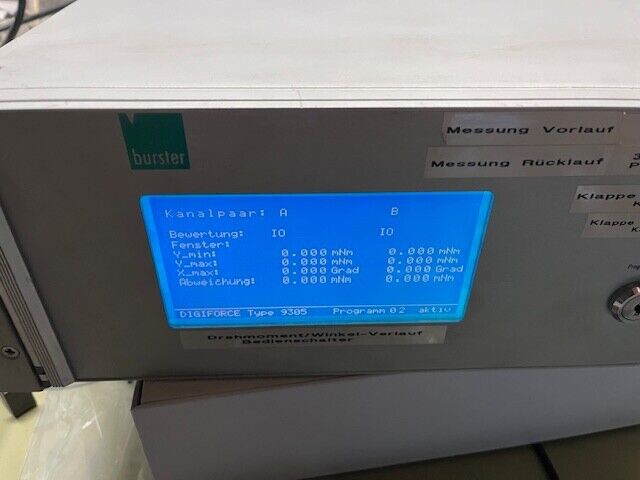 burster
Messung Vorlauf
Messung Rücklauf
Klappe
Klappe
Kanalpaar: A B
Bewertung: IO IO
Fenster:
Y_min: 0.000 mNm 0.000 mNm
Y_max: 0.000 mNm 0.000 mNm
X_max: 0.000 Grad 0.000 Grad
Abweichung: 0.000 mNm 0.000 mNm
DIGIFORCE Type 9305 Programm 02 aktiv
Drehmoment/Winkel-Verlauf
Bedienschalter